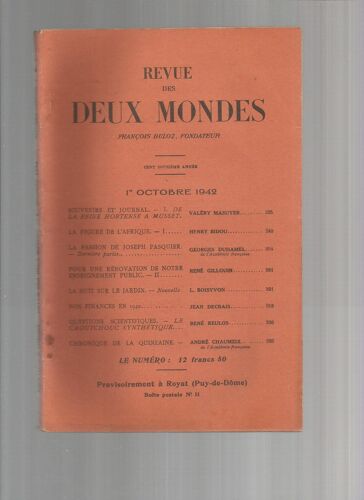 REVUE
DES
DEUX MONDES
FRANÇOIS BULOZ, FONDATEUR
CENT DOUZIÈME ANNÉE
1er OCTOBRE 1942
SOUVENIRS ET JOURNAL. — I. DE
LA REINE HORTENSE A MUSSET. VALÉRY MASUYER
LA FIGURE DE L'AFRIQUE. — I..... HENRY BIDOU
LA PASSION DE JOSEPH PASQUIER.
— Dernière partie. GEORGES DUHAMEL
de l'Académie française
POUR UNE RÉNOVATION DE NOTRE
ENSEIGNEMENT PUBLIC. — II RENÉ GILLOUIN
LA NUIT SUR LE JARDIN. — Nouvelle L. BOISYVON
NOS FINANCES EN JEAN DECRAIS
QUESTIONS SCIENTIFIQUES. — LE
CAOUTCHOUC SYNTHÉTIQUE RENÉ REULOS
CHRONIQUE DE LA QUINZAINE. ANDRÉ CHAUMEIX
de l'Académie française
LE NUMÉRO : 12 francs 50
Provisoirement à Royat (Puy-de-Dôme)
Boîte postale N° 11